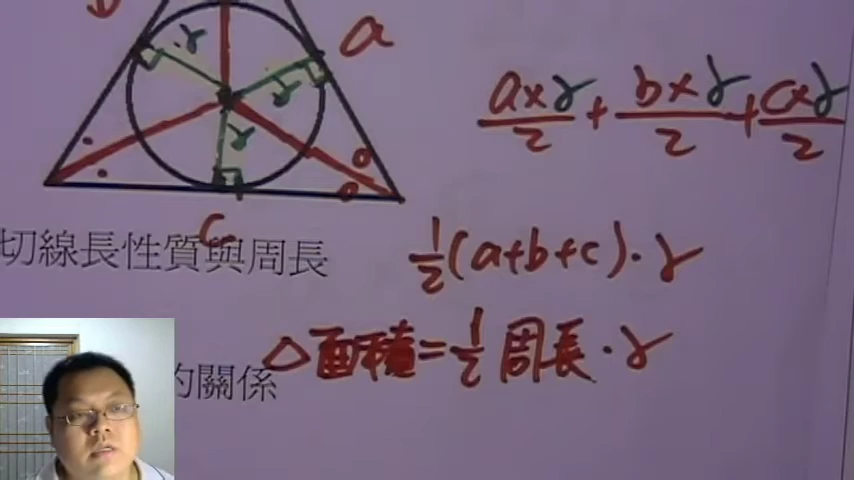 b
r
a
r
r
c
a×r/2 + b×r/2 + c×r/2
切線長性質與周長
1/2(a+b+c)·r
△面積=1/2周長·r
的關係